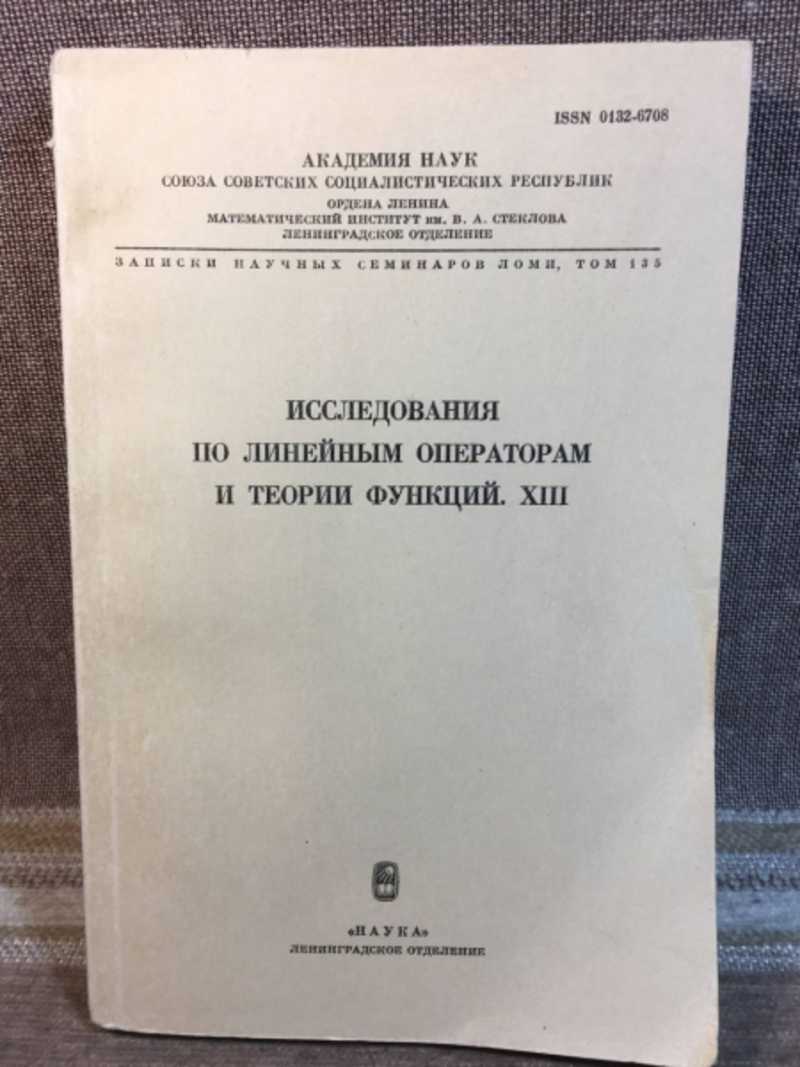 ISSN 0132-6708
АКАДЕМИЯ НАУК
СОЮЗА СОВЕТСКИХ СОЦИАЛИСТИЧЕСКИХ РЕСПУБЛИК
ОРДЕНА ЛЕНИНА
МАТЕМАТИЧЕСКИЙ ИНСТИТУТ им. В. А. СТЕКЛОВА
ЛЕНИНГРАДСКОЕ ОТДЕЛЕНИЕ
ЗАПИСКИ НАУЧНЫХ СЕМИНАРОВ ЛОМИ, ТОМ 135
ИССЛЕДОВАНИЯ
ПО ЛИНЕЙНЫМ ОПЕРАТОРАМ
И ТЕОРИИ ФУНКЦИЙ. XIII
«НАУКА»
ЛЕНИНГРАДСКОЕ ОТДЕЛЕНИЕ